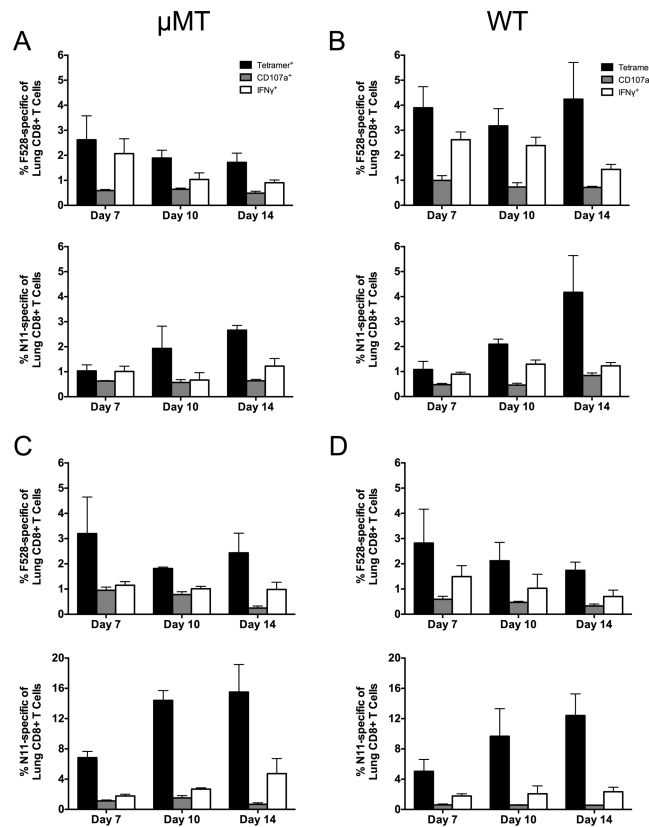 µMT
WT
A
B
Tetramer+
CD107a+
IFNγ+
Tetrame
CD107a
IFNγ+
% F528-specific of
Lung CD8+ T Cells
6
5
4
3
2
1
0
Day 7
Day 10
Day 14
% F528-specific of
Lung CD8+ T Cells
6
5
4
3
2
1
0
Day 7
Day 10
Day 14
% N11-specific of
Lung CD8+ T Cells
6
5
4
3
2
1
0
Day 7
Day 10
Day 14
% N11-specific of
Lung CD8+ T Cells
6
5
4
3
2
1
0
Day 7
Day 10
Day 14
C
D
% F528-specific of
Lung CD8+ T Cells
6
5
4
3
2
1
0
Day 7
Day 10
Day 14
% F528-specific of
Lung CD8+ T Cells
6
5
4
3
2
1
0
Day 7
Day 10
Day 14
% N11-specific of
Lung CD8+ T Cells
20
16
12
8
4
0
Day 7
Day 10
Day 14
% N11-specific of
Lung CD8+ T Cells
20
16
12
8
4
0
Day 7
Day 10
Day 14